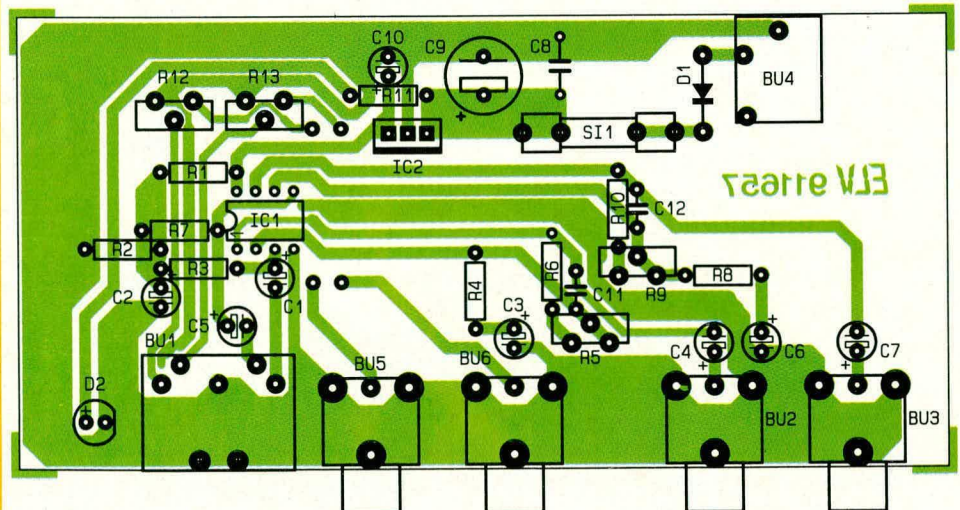 C10
C9
C8
D1
BU4
R12
R13
+
R11
+
SI1
IC2
R1
ELV 911657
R10
C12
IC1
R7
R2
R3
+
+
C2
C1
R4
R6
C11
R9
R8
+
C5
C3
+
R5
+
C4
+
C6
+
C7
BU1
BU5
BU6
D2
+
BU2
BU3